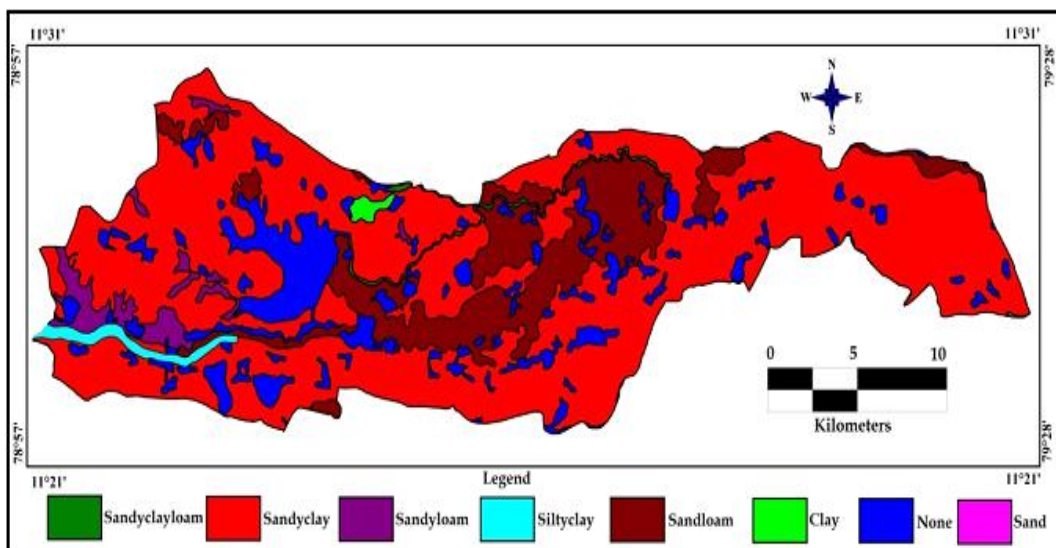 11°31' 11°31'
78°57' 79°28'
N
W E
S
0 5 10
Kilometers
78°57' 79°28'
11°21' Legend 11°21'
Sandyclayloam Sandyclay Sandyloam Siltyclay Sandloam Clay None Sand